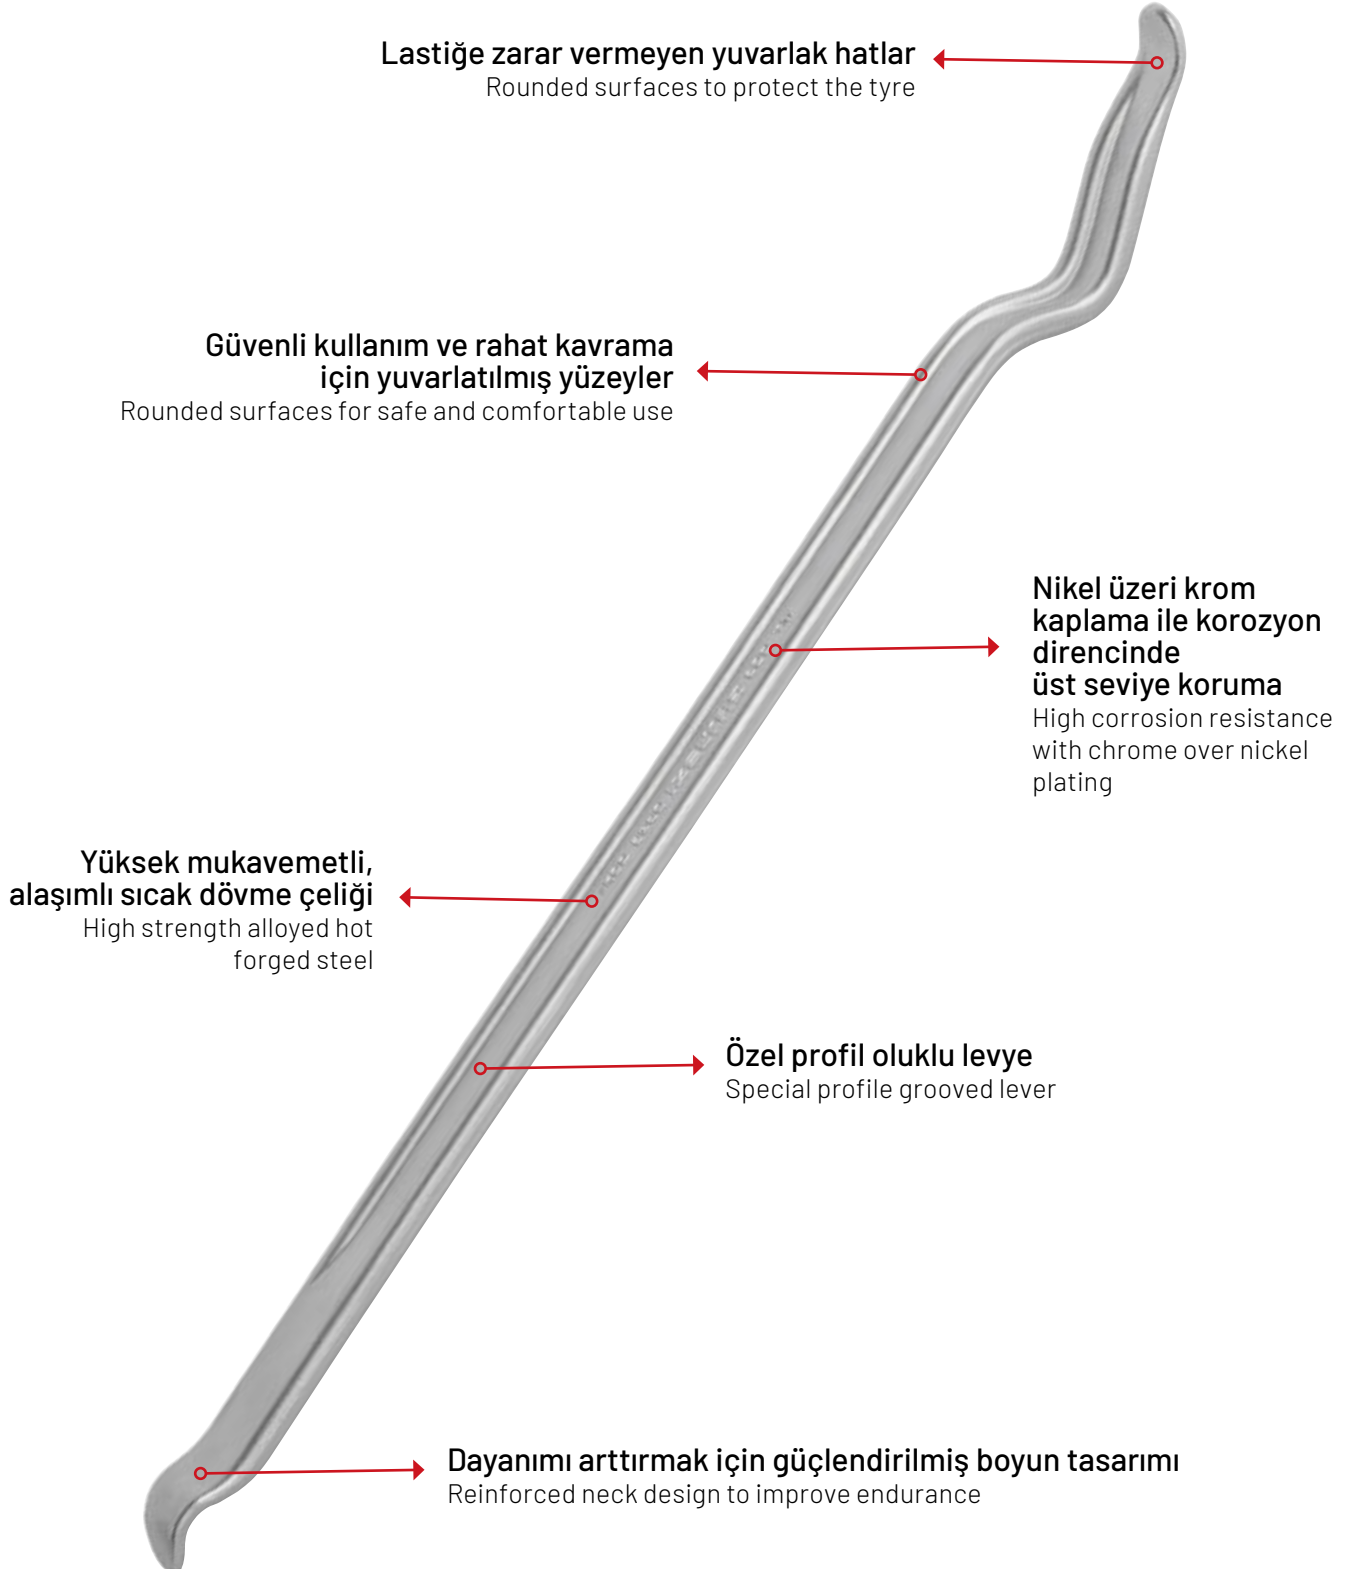 Lastiğe zarar vermeyen yuvarlak hatlar
Rounded surfaces to protect the tyre
Güvenli kullanım ve rahat kavrama
için yuvarlatılmış yüzeyler
Rounded surfaces for safe and comfortable use
Nikel üzeri krom
kaplama ile korozyon
direncinde
üst seviye koruma
High corrosion resistance
with chrome over nickel
plating
Yüksek mukavemetli,
alaşımlı sıcak dövme çeliği
High strength alloyed hot
forged steel
Özel profil oluklu levye
Special profile grooved lever
Dayanımı arttırmak için güçlendirilmiş boyun tasarımı
Reinforced neck design to improve endurance